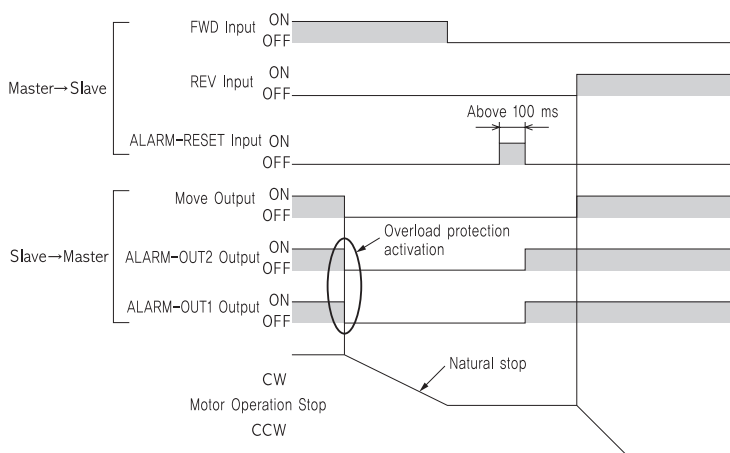 ON
FWD Input
OFF
ON
REV Input
OFF
Master→Slave
Above 100 ms
ON
ALARM-RESET Input
OFF
ON
Move Output
OFF
Overload protection
activation
Slave→Master
ON
ALARM-OUT2 Output
OFF
ON
ALARM-OUT1 Output
OFF
Natural stop
CW
Motor Operation Stop
CCW